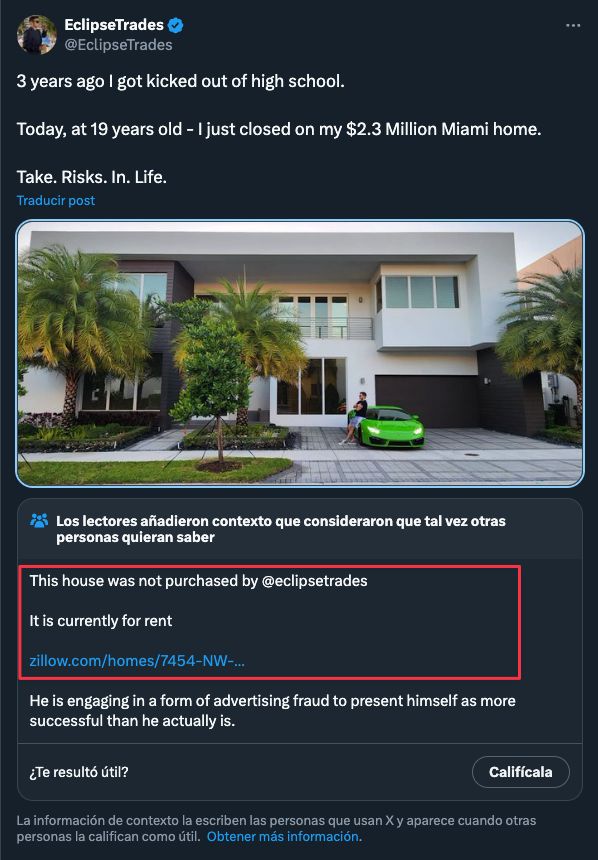 EclipseTrades
@EclipseTrades
3 years ago I got kicked out of high school.
Today, at 19 years old - I just closed on my $2.3 Million Miami home.
Take. Risks. In. Life.
Traducir post
Los lectores añadieron contexto que consideraron que tal vez otras
personas quieran saber
This house was not purchased by @eclipsetrades
It is currently for rent
zillow.com/homes/7454-NW-...
He is engaging in a form of advertising fraud to present himself as more
successful than he actually is.
¿Te resultó útil?
Califícala
La información de contexto la escriben las personas que usan X y aparece cuando otras
personas la califican como útil. Obtener más información.